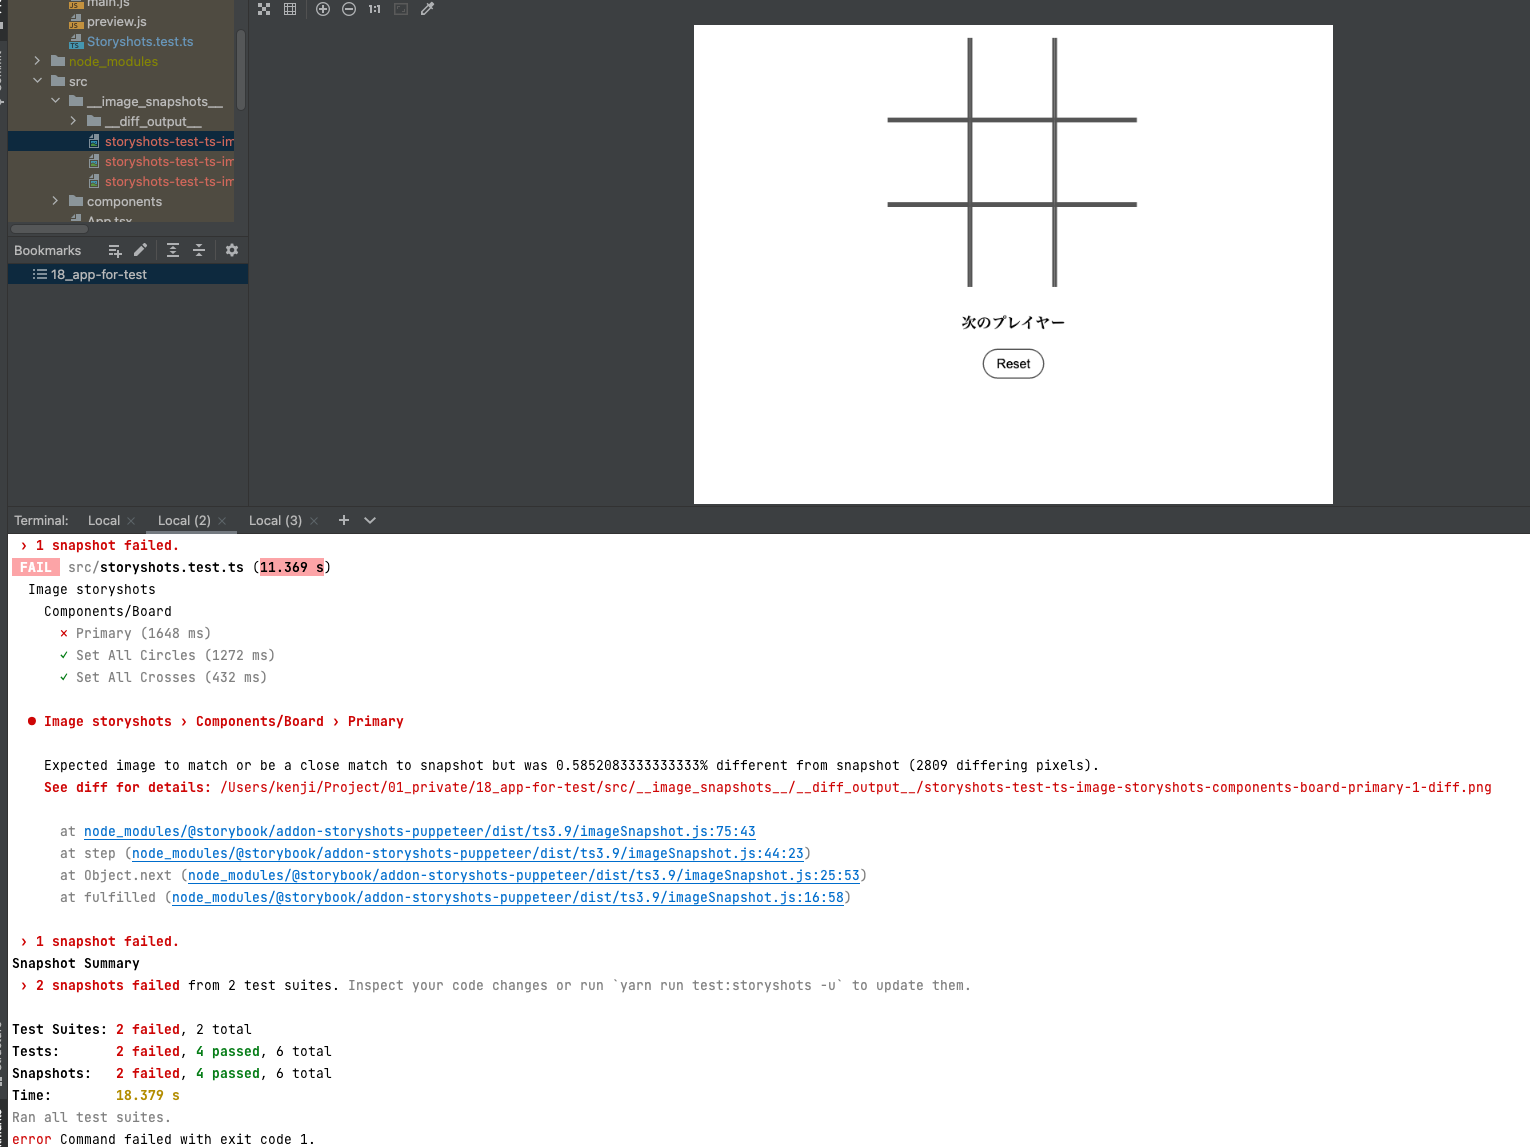 main.js
preview.js
Storyshots.test.ts
node_modules
src
__image_snapshots__
__diff_output__
storyshots-test-ts-im
storyshots-test-ts-im
storyshots-test-ts-im
components
App.tsx
Bookmarks
18_app-for-test
1:1
次のプレイヤー
Reset
Terminal: Local × Local (2) × Local (3) × +
› 1 snapshot failed.
FAIL src/storyshots.test.ts (11.369 s)
Image storyshots
Components/Board
✕ Primary (1648 ms)
✓ Set All Circles (1272 ms)
✓ Set All Crosses (432 ms)
● Image storyshots › Components/Board › Primary
Expected image to match or be a close match to snapshot but was 0.5852083333333333% different from snapshot (2809 differing pixels).
See diff for details: /Users/kenji/Project/01_private/18_app-for-test/src/__image_snapshots__/__diff_output__/storyshots-test-ts-image-storyshots-components-board-primary-1-diff.png
at node_modules/@storybook/addon-storyshots-puppeteer/dist/ts3.9/imageSnapshot.js:75:43
at step (node_modules/@storybook/addon-storyshots-puppeteer/dist/ts3.9/imageSnapshot.js:44:23)
at Object.next (node_modules/@storybook/addon-storyshots-puppeteer/dist/ts3.9/imageSnapshot.js:25:53)
at fulfilled (node_modules/@storybook/addon-storyshots-puppeteer/dist/ts3.9/imageSnapshot.js:16:58)
› 1 snapshot failed.
Snapshot Summary
› 2 snapshots failed from 2 test suites. Inspect your code changes or run `yarn run test:storyshots -u` to update them.
Test Suites: 2 failed, 2 total
Tests: 2 failed, 4 passed, 6 total
Snapshots: 2 failed, 4 passed, 6 total
Time: 18.379 s
Ran all test suites.
error Command failed with exit code 1.